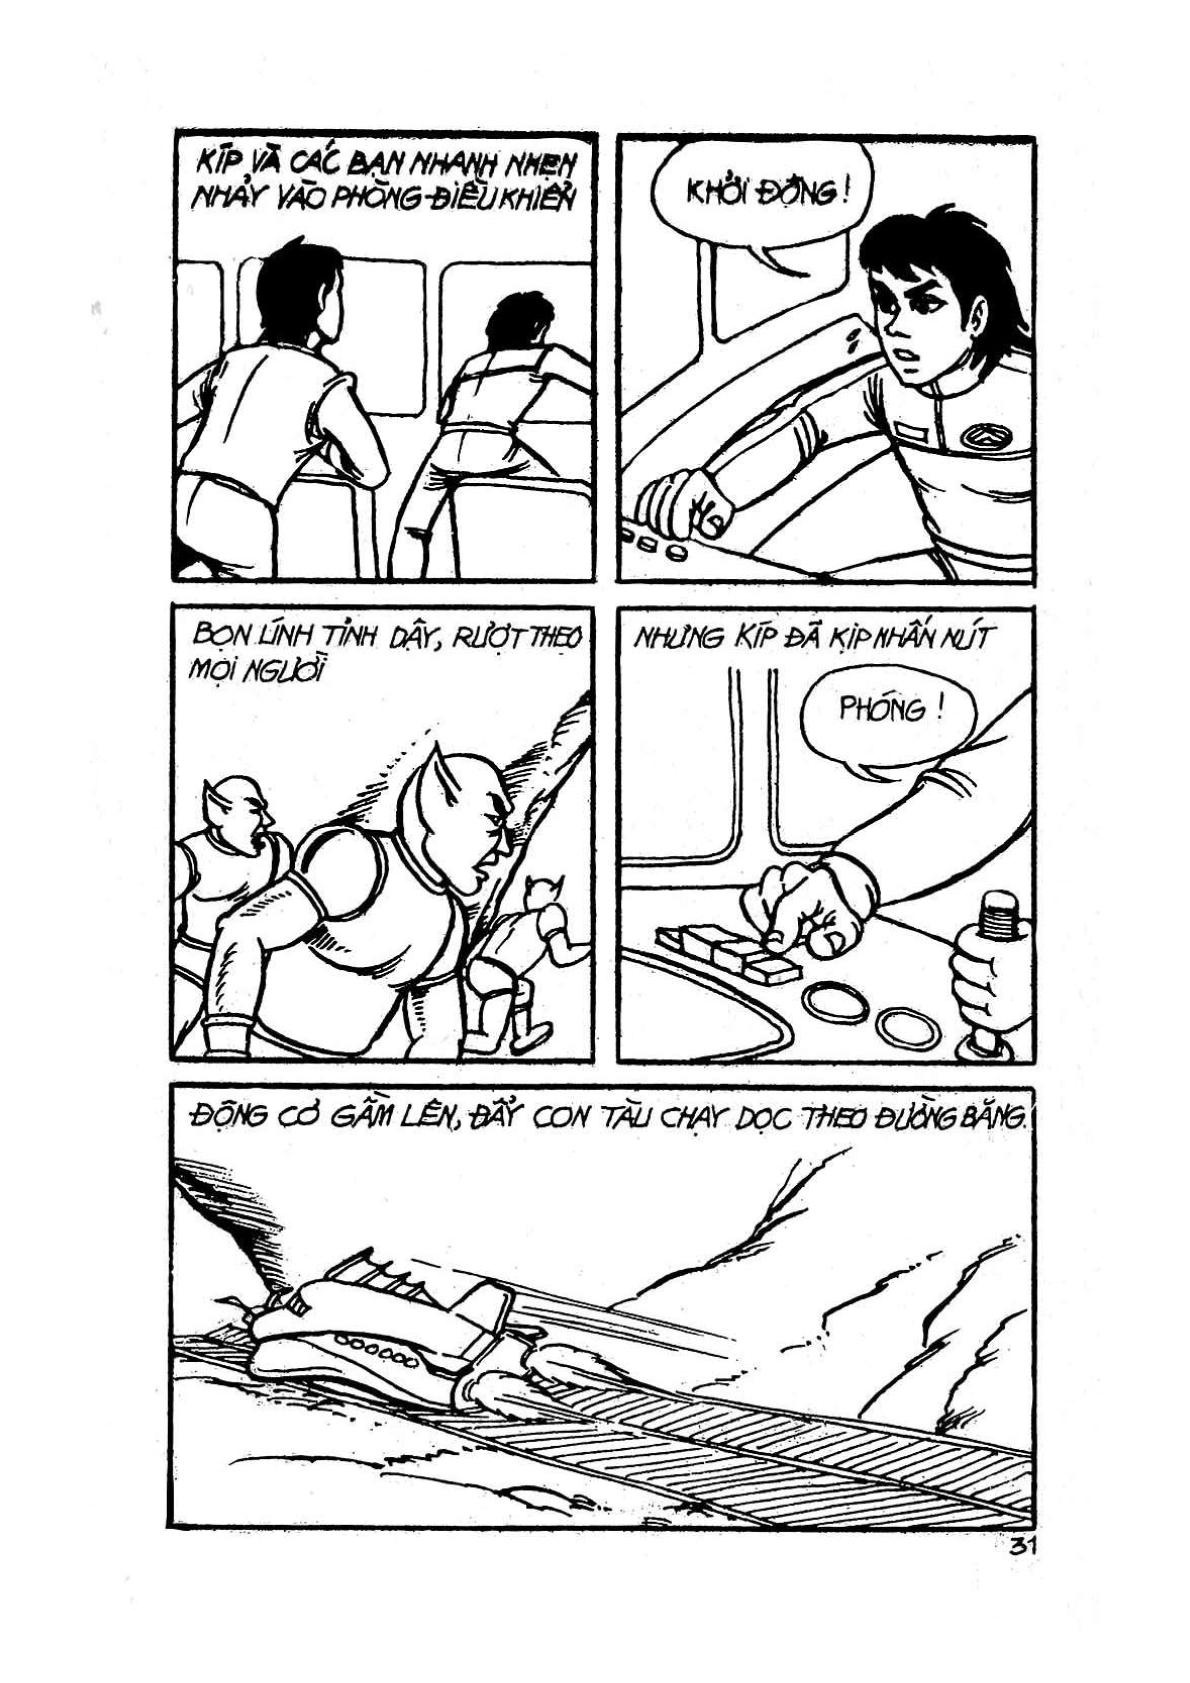 KÍP VÀ CÁC BẠN NHANH NHẸN
NHẢY VÀO PHÒNG ĐIỀU KHIỂN
KHỞI ĐỘNG !
BỌN LÍNH TỈNH DẬY, RƯỢT THEO
MỌI NGƯỜI
NHƯNG KÍP ĐÃ KỊP NHẤN NÚT
PHÓNG !
ĐỘNG CƠ GẦM LÊN, ĐẨY CON TÀU CHẠY DỌC THEO ĐƯỜNG BĂNG.
31